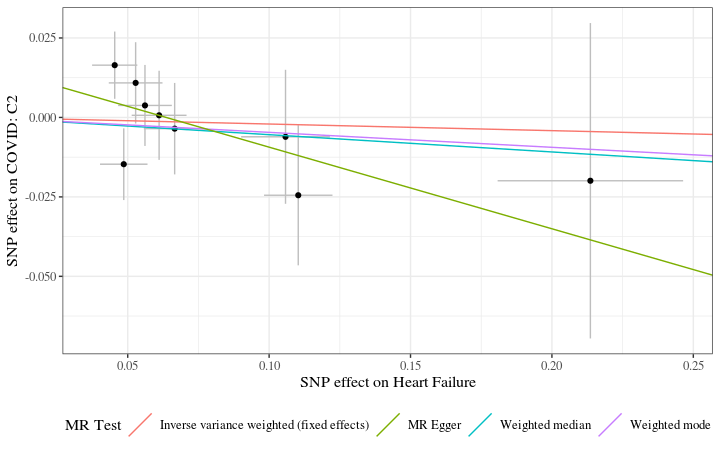 SNP effect on COVID: C2
0.025
0.000
-0.025
-0.050
0.05 0.10 0.15 0.20 0.25
SNP effect on Heart Failure
MR Test Inverse variance weighted (fixed effects) MR Egger Weighted median Weighted mode